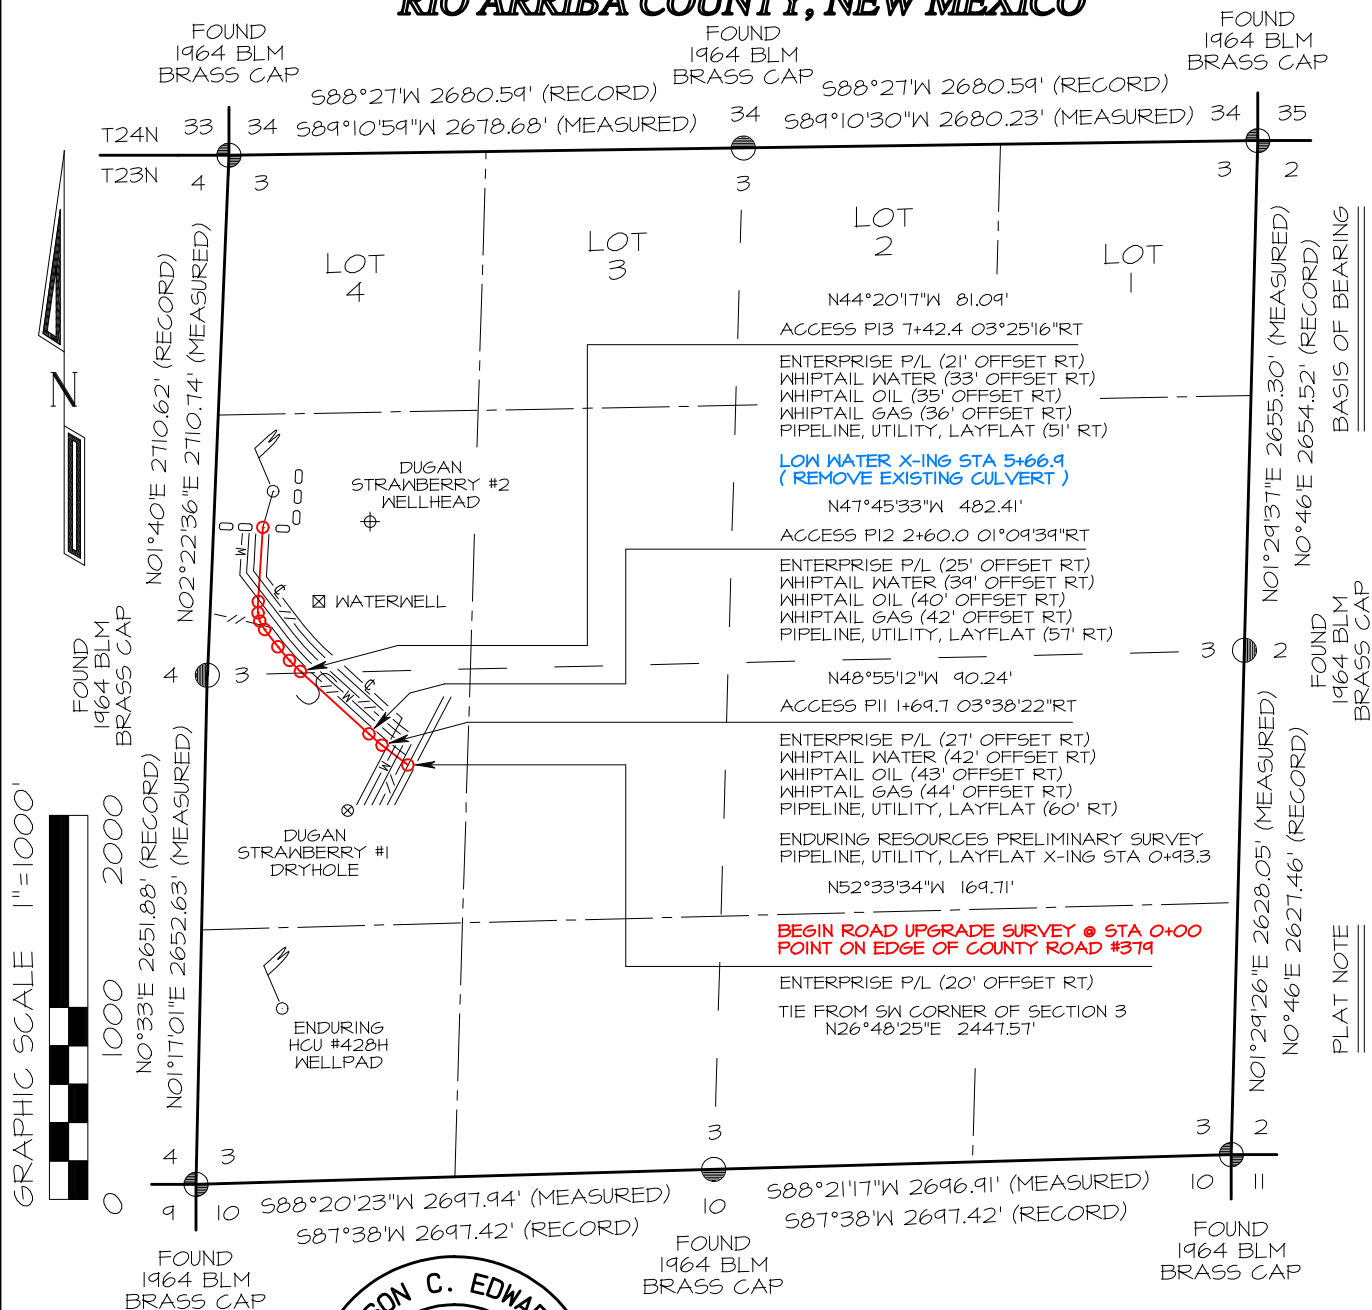 RIO ARRIBA COUNTY, NEW MEXICO
FOUND
1964 BLM
BRASS CAP
FOUND
1964 BLM
BRASS CAP
FOUND
1964 BLM
BRASS CAP
S88°27'W 2680.59' (RECORD)
S88°27'W 2680.59' (RECORD)
S89°10'59"W 2678.68' (MEASURED)
S89°10'30"W 2680.23' (MEASURED)
T24N
33
34
34
34
35
T23N
4
3
3
3
2
LOT
4
LOT
3
LOT
2
LOT
1
N
N01°40'E 2710.62' (RECORD)
N02°22'36"E 2710.14' (MEASURED)
N01°29'37"E 2655.30' (MEASURED)
N0°46'E 2654.52' (RECORD)
BASIS OF BEARING
N44°20'17"W 81.09'
ACCESS PI3 7+42.4 03°25'16"RT
ENTERPRISE P/L (21' OFFSET RT)
WHIPTAIL WATER (33' OFFSET RT)
WHIPTAIL OIL (35' OFFSET RT)
WHIPTAIL GAS (36' OFFSET RT)
PIPELINE, UTILITY, LAYFLAT (51' RT)
LOW WATER X-ING STA 5+66.9
( REMOVE EXISTING CULVERT )
N47°45'33"W 482.41'
ACCESS PI2 2+60.0 01°09'39"RT
ENTERPRISE P/L (25' OFFSET RT)
WHIPTAIL WATER (39' OFFSET RT)
WHIPTAIL OIL (40' OFFSET RT)
WHIPTAIL GAS (42' OFFSET RT)
PIPELINE, UTILITY, LAYFLAT (57' RT)
N48°55'12"W 90.24'
ACCESS PI1 1+69.7 03°38'22"RT
ENTERPRISE P/L (27' OFFSET RT)
WHIPTAIL WATER (42' OFFSET RT)
WHIPTAIL OIL (43' OFFSET RT)
WHIPTAIL GAS (44' OFFSET RT)
PIPELINE, UTILITY, LAYFLAT (60' RT)
ENDURING RESOURCES PRELIMINARY SURVEY
PIPELINE, UTILITY, LAYFLAT X-ING STA 0+93.3
N52°33'34"W 169.71'
BEGIN ROAD UPGRADE SURVEY @ STA 0+00
POINT ON EDGE OF COUNTY ROAD #379
ENTERPRISE P/L (20' OFFSET RT)
TIE FROM SW CORNER OF SECTION 3
N26°48'25"E 2447.57'
DUGAN
STRAWBERRY #2
WELLHEAD
WATERWELL
W
W
W
DUGAN
STRAWBERRY #1
DRYHOLE
ENDURING
HCU #428H
WELLPAD
FOUND
1964 BLM
BRASS CAP
4
3
3
2
FOUND
1964 BLM
BRASS CAP
GRAPHIC SCALE 1"=1000'
2000
1000
0
N0°33'E 2651.88' (RECORD)
N01°17'01"E 2652.63' (MEASURED)
N01°29'26"E 2628.05' (MEASURED)
N0°46'E 2627.46' (RECORD)
PLAT NOTE
4
3
3
3
2
9
10
10
10
11
S88°20'23"W 2697.94' (MEASURED)
S87°38'W 2697.42' (RECORD)
S88°21'17"W 2696.91' (MEASURED)
S87°38'W 2697.42' (RECORD)
FOUND
1964 BLM
BRASS CAP
FOUND
1964 BLM
BRASS CAP
FOUND
1964 BLM
BRASS CAP
C.